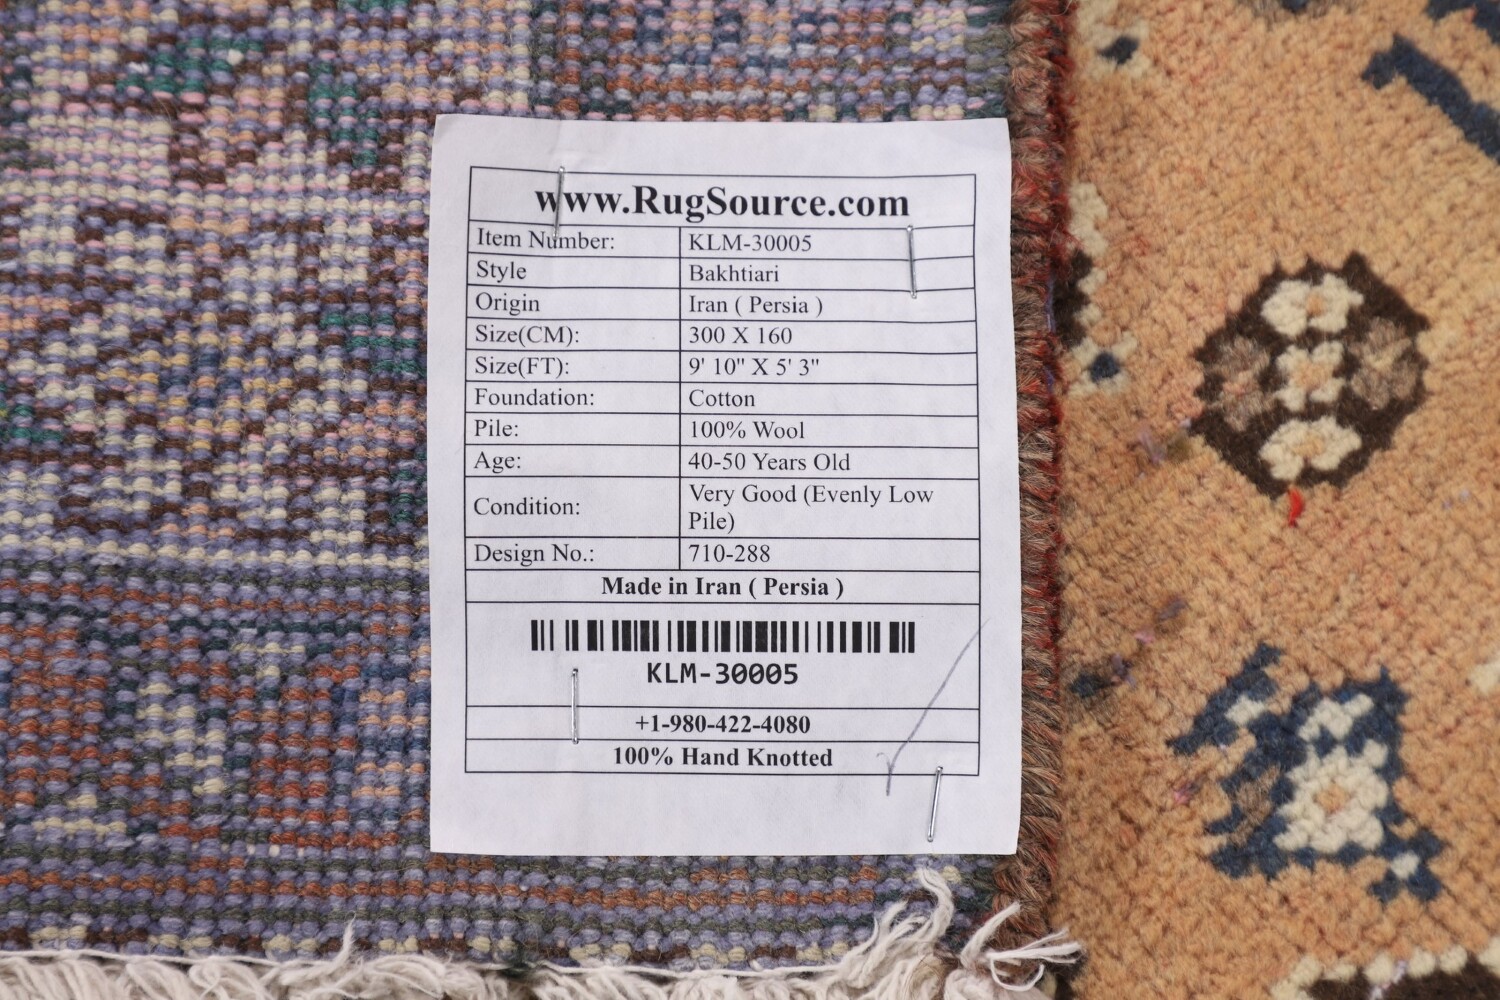 www.RugSource.com
Item Number: KLM-30005
Style Bakhtiari
Origin Iran ( Persia )
Size(CM): 300 X 160
Size(FT): 9' 10" X 5' 3"
Foundation: Cotton
Pile: 100% Wool
Age: 40-50 Years Old
Condition: Very Good (Evenly Low
Pile)
Design No.: 710-288
Made in Iran ( Persia )
KLM-30005
+1-980-422-4080
100% Hand Knotted